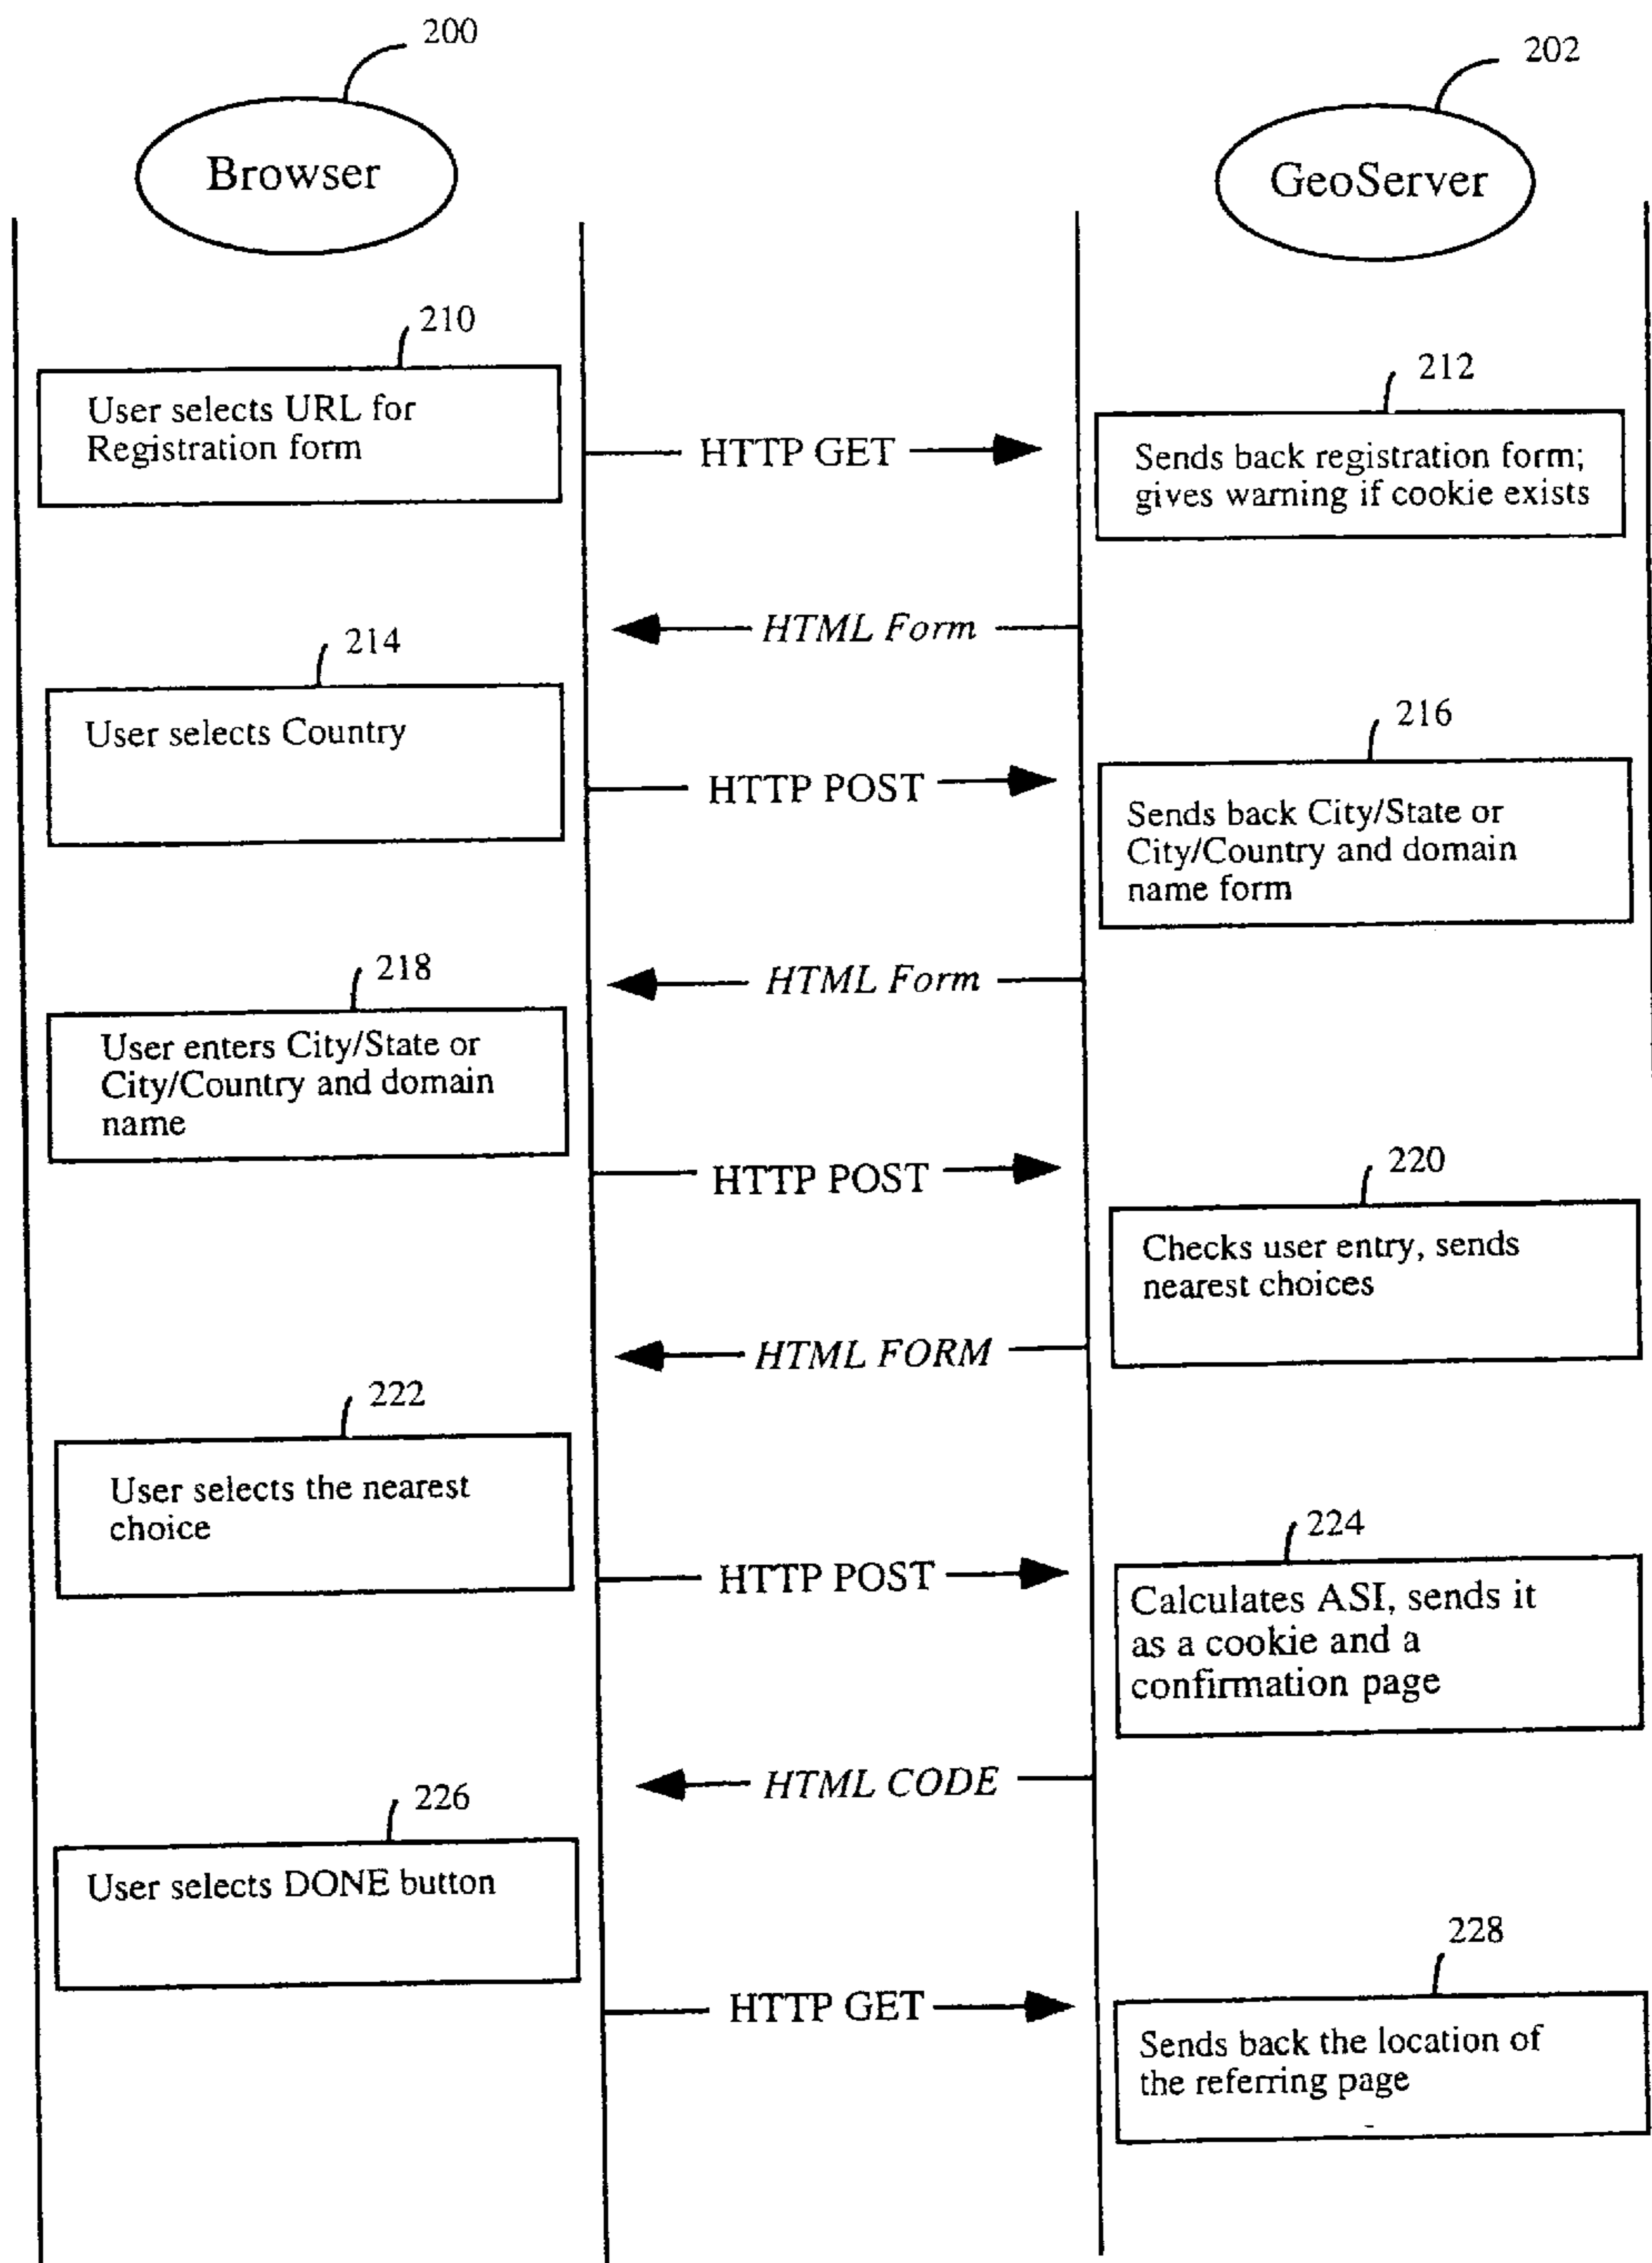 200
202
Browser
GeoServer
210
User selects URL for
Registration form
HTTP GET
212
Sends back registration form;
gives warning if cookie exists
HTML Form
214
User selects Country
HTTP POST
216
Sends back City/State or
City/Country and domain
name form
HTML Form
218
User enters City/State or
City/Country and domain
name
HTTP POST
220
Checks user entry, sends
nearest choices
HTML FORM
222
User selects the nearest
choice
HTTP POST
224
Calculates ASI, sends it
as a cookie and a
confirmation page
HTML CODE
226
User selects DONE button
HTTP GET
228
Sends back the location of
the referring page